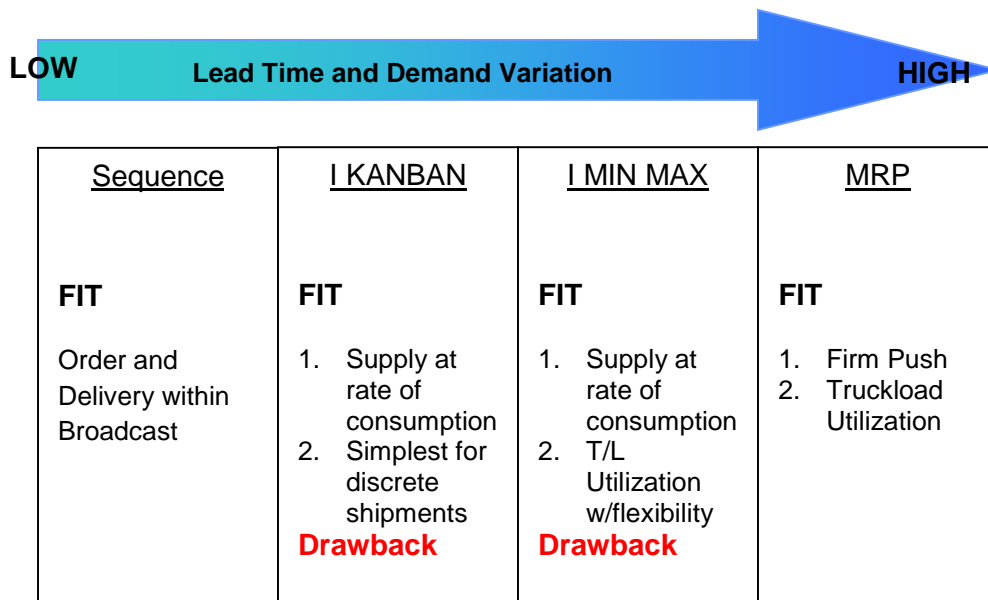 LOW
Lead Time and Demand Variation
HIGH
Sequence
FIT
Order and
Delivery within
Broadcast
I KANBAN
FIT
1. Supply at
rate of
consumption
2. Simplest for
discrete
shipments
Drawback
I MIN MAX
FIT
1. Supply at
rate of
consumption
2. T/L
Utilization
w/flexibility
Drawback
MRP
FIT
1. Firm Push
2. Truckload
Utilization